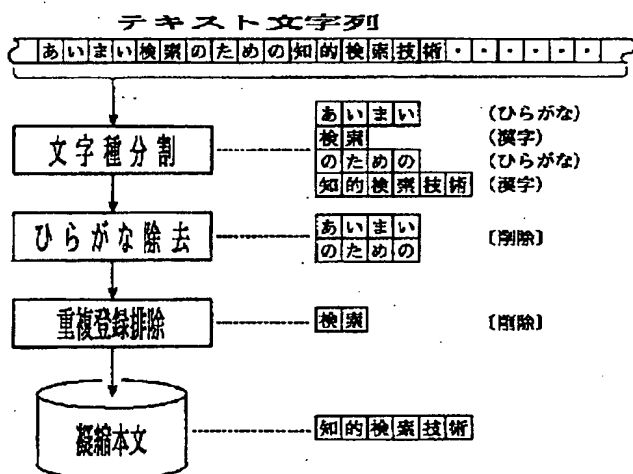 テキスト文字列
あいまい検索のための知的検索技術・・・・・・
あいまい (ひらがな)
文字種分割
検索 (漢字)
のための (ひらがな)
知的検索技術 (漢字)
ひらがな除去
あいまい
のための
〔削除〕
重複登録排除
検索 〔削除〕
凝縮本文
知的検索技術